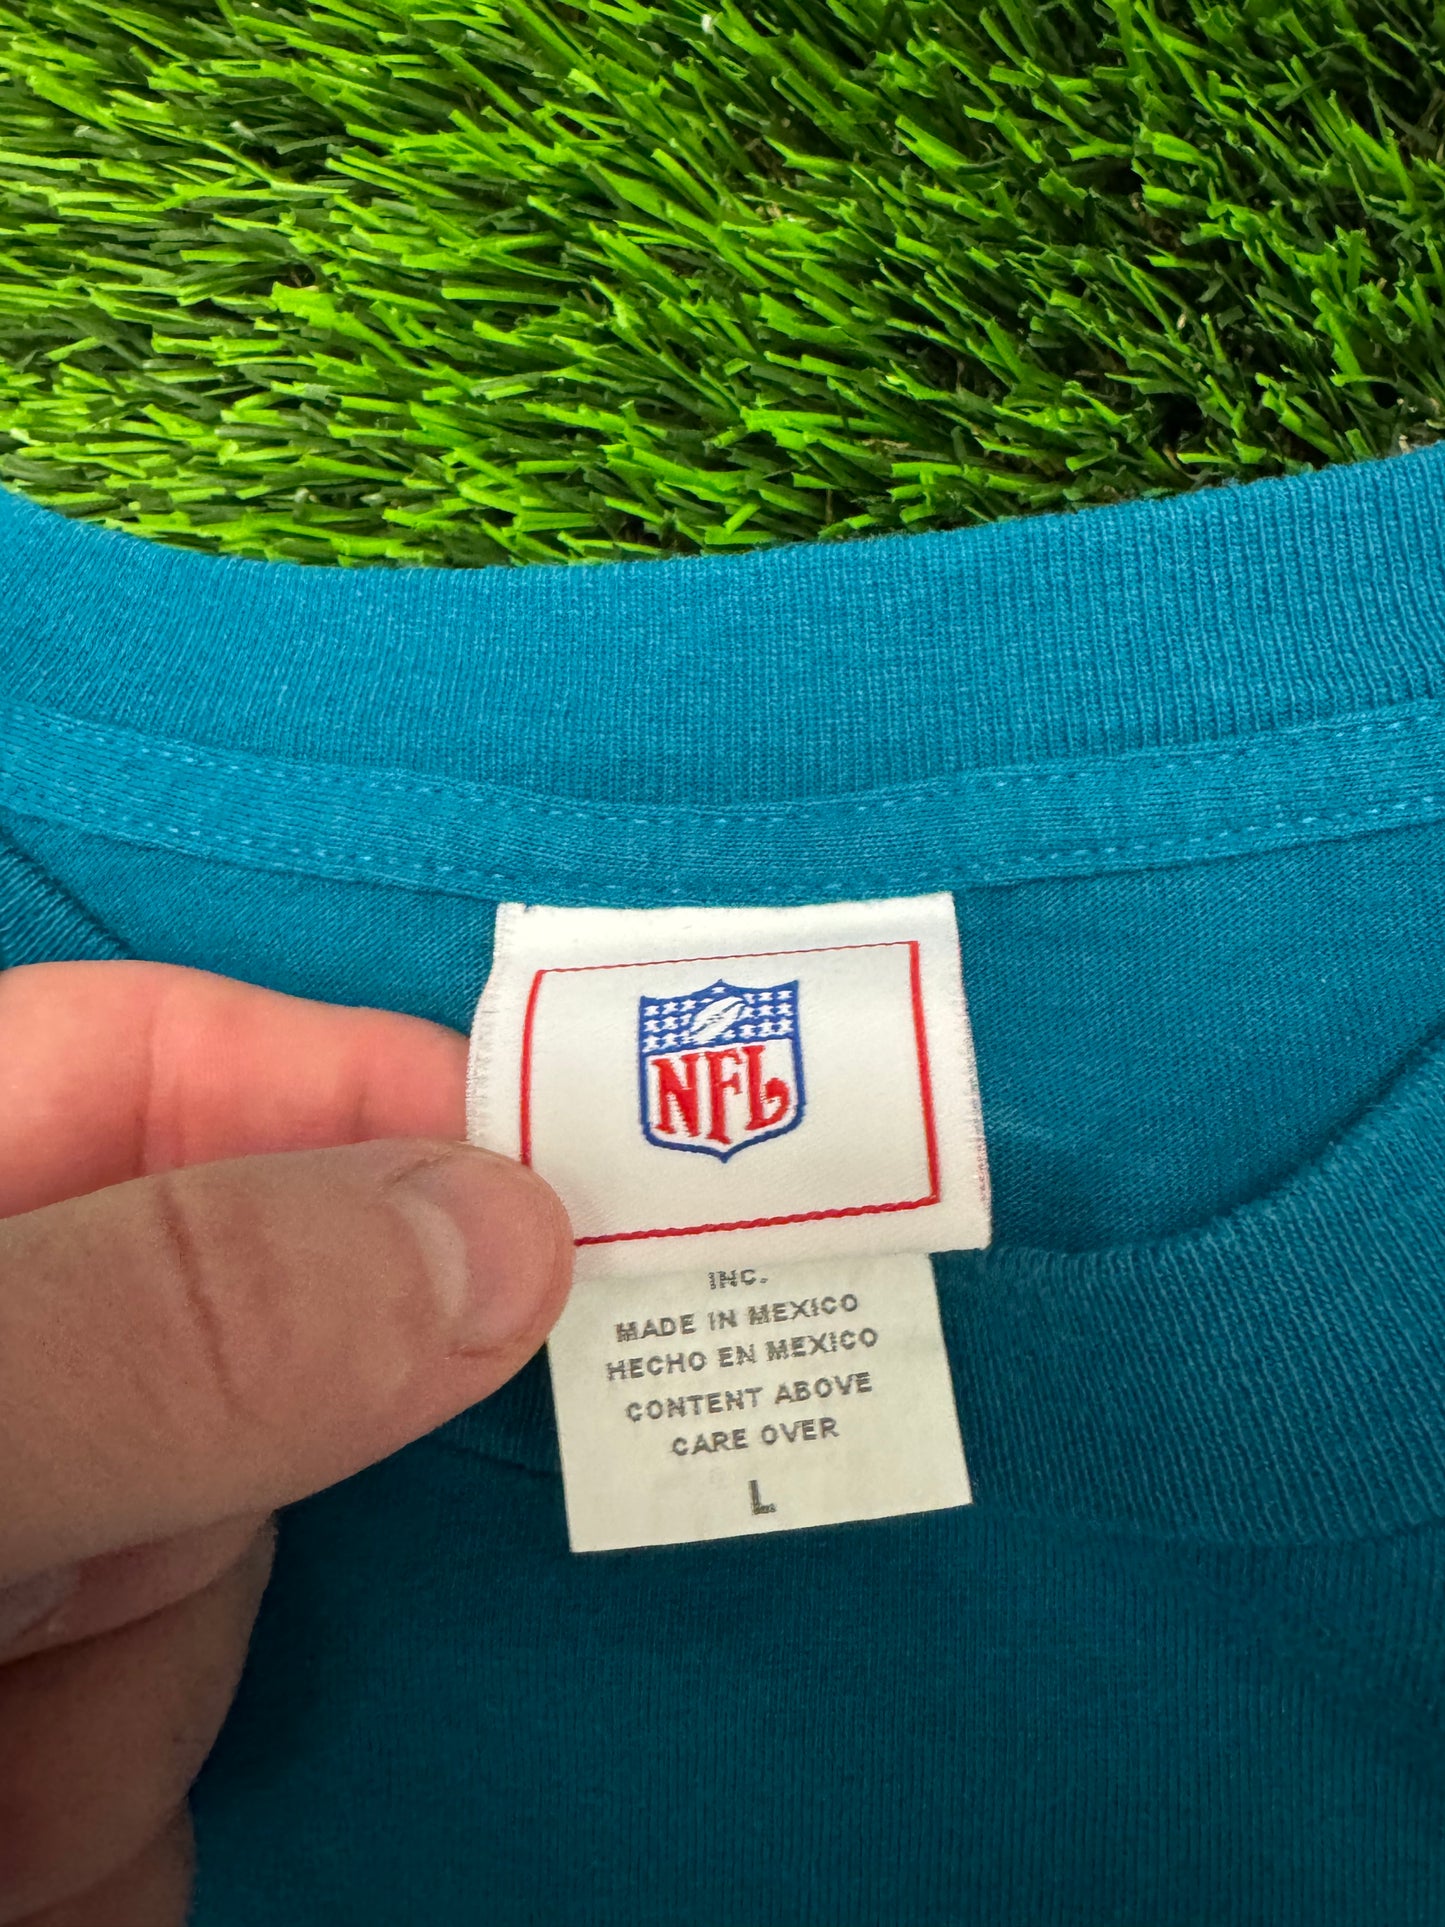 NFL
INC.
MADE IN MEXICO
HECHO EN MEXICO
CONTENT ABOVE
CARE OVER
L